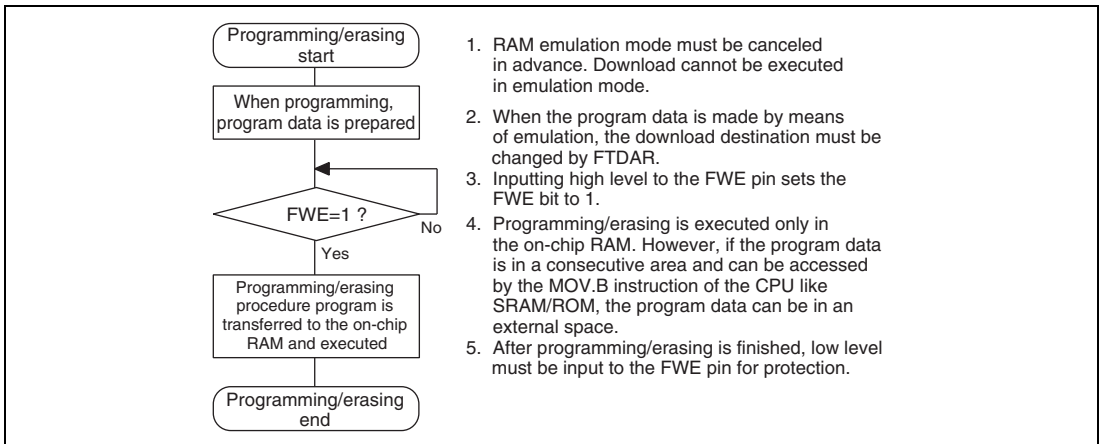 Programming/erasing
start
When programming,
program data is prepared
FWE=1 ?
No
Yes
Programming/erasing
procedure program is
transferred to the on-chip
RAM and executed
Programming/erasing
end
1. RAM emulation mode must be canceled
in advance. Download cannot be executed
in emulation mode.
2. When the program data is made by means
of emulation, the download destination must be
changed by FTDAR.
3. Inputting high level to the FWE pin sets the
FWE bit to 1.
4. Programming/erasing is executed only in
the on-chip RAM. However, if the program data
is in a consecutive area and can be accessed
by the MOV.B instruction of the CPU like
SRAM/ROM, the program data can be in an
external space.
5. After programming/erasing is finished, low level
must be input to the FWE pin for protection.